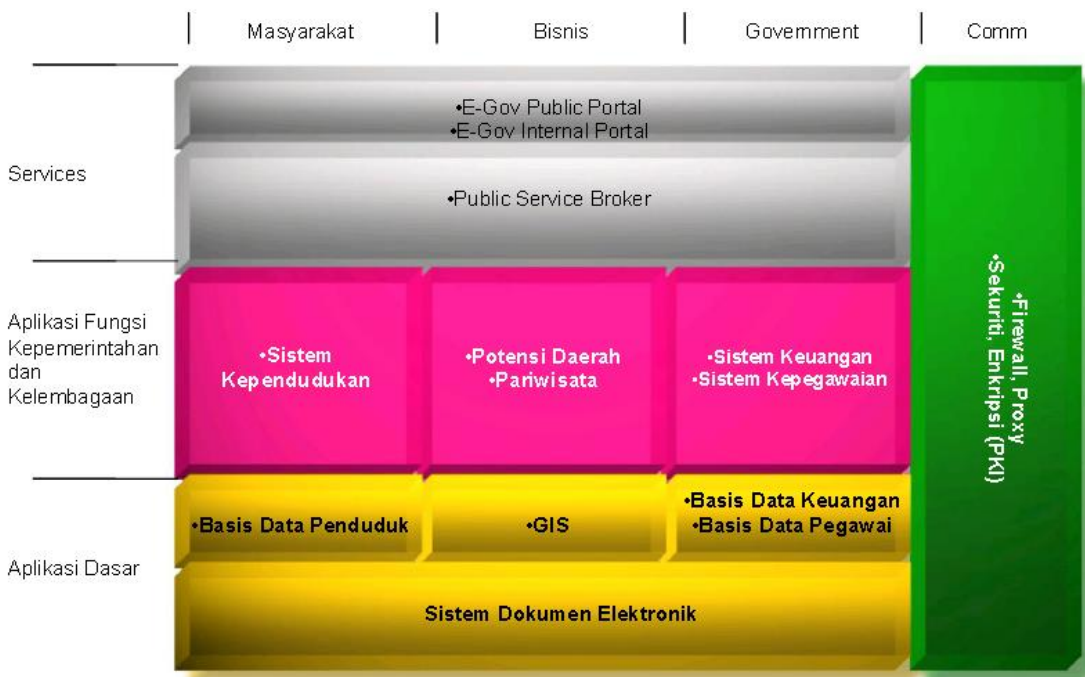 Masyarakat
Bisnis
Government
Comm
Services
•E-Gov Public Portal
•E-Gov Internal Portal
•Public Service Broker
Aplikasi Fungsi
Kepemerintahan
dan
Kelembagaan
•Sistem
Kependudukan
•Potensi Daerah
•Pariwisata
•Sistem Keuangan
•Sistem Kepegawaian
•Firewall, Proxy
•Sekuriti, Enkripsi (PKI)
Aplikasi Dasar
•Basis Data Penduduk
•GIS
•Basis Data Keuangan
•Basis Data Pegawai
Sistem Dokumen Elektronik